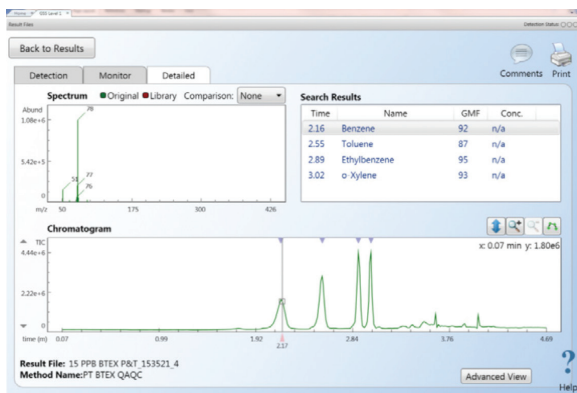 Home CDS Level 1
Result Files Detection Status
Back to Results
Comments Print
Detection Monitor Detailed
Spectrum Original Library Comparison: None
Abund
1.08e+6
5.42e+5
0
78
51
77
76
m/z 50 175 300 426
Search Results
Time Name GMF Conc.
2.16 Benzene 92 n/a
2.55 Toluene 87 n/a
2.89 Ethylbenzene 95 n/a
3.02 o-Xylene 93 n/a
Chromatogram
TIC
x: 0.07 min y: 1.80e6
4.44e+6
2.22e+6
0
time (m) 0.07 0.99 1.92 2.84 3.76 4.69
2.17
Result File: 15 PPB BTEX P&T_153521_4
Method Name:PT BTEX QAQC
Advanced View
?
Help